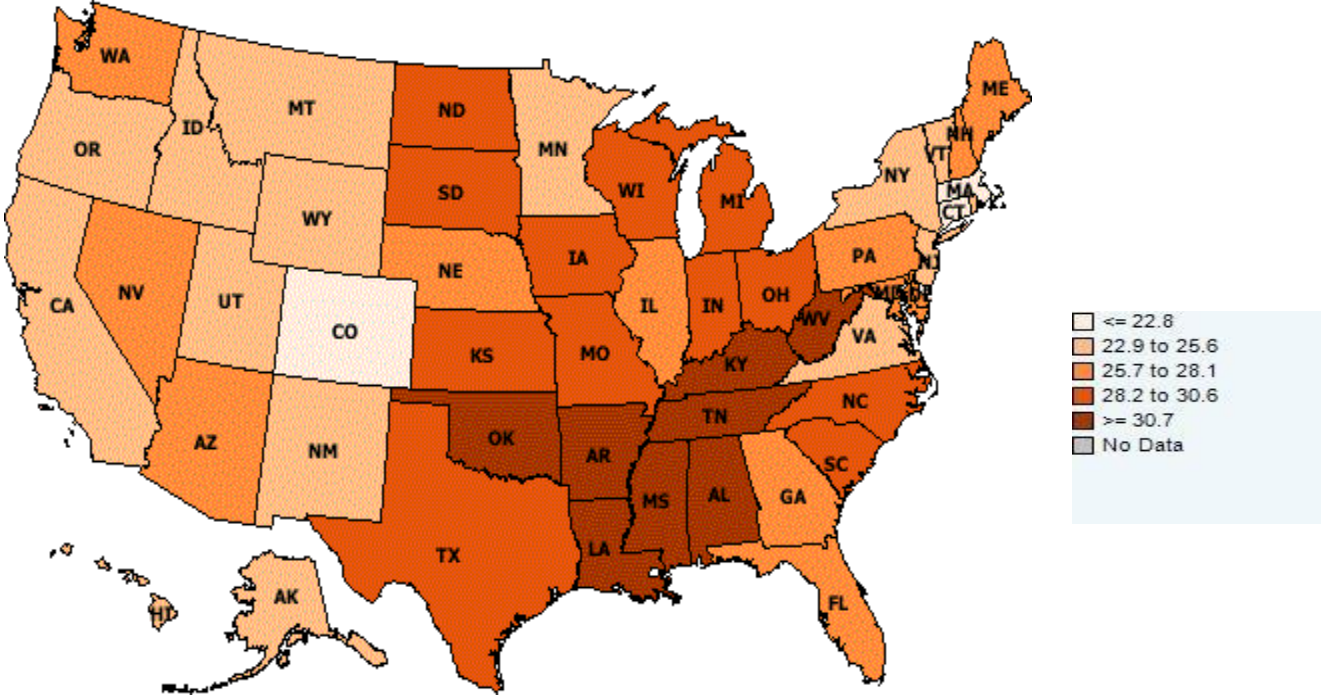 WA
MT
ND
ME
ID
MN
OR
NH
VT
NY
MA
SD
WI
MI
CT
WY
PA
IA
NE
NJ
NV
UT
IL
IN
OH
MD
DE
CA
CO
WV
VA
KS
MO
KY
NC
TN
AZ
OK
NM
AR
SC
MS
AL
GA
LA
TX
AK
HI
FL
<= 22.8
22.9 to 25.6
25.7 to 28.1
28.2 to 30.6
>= 30.7
No Data